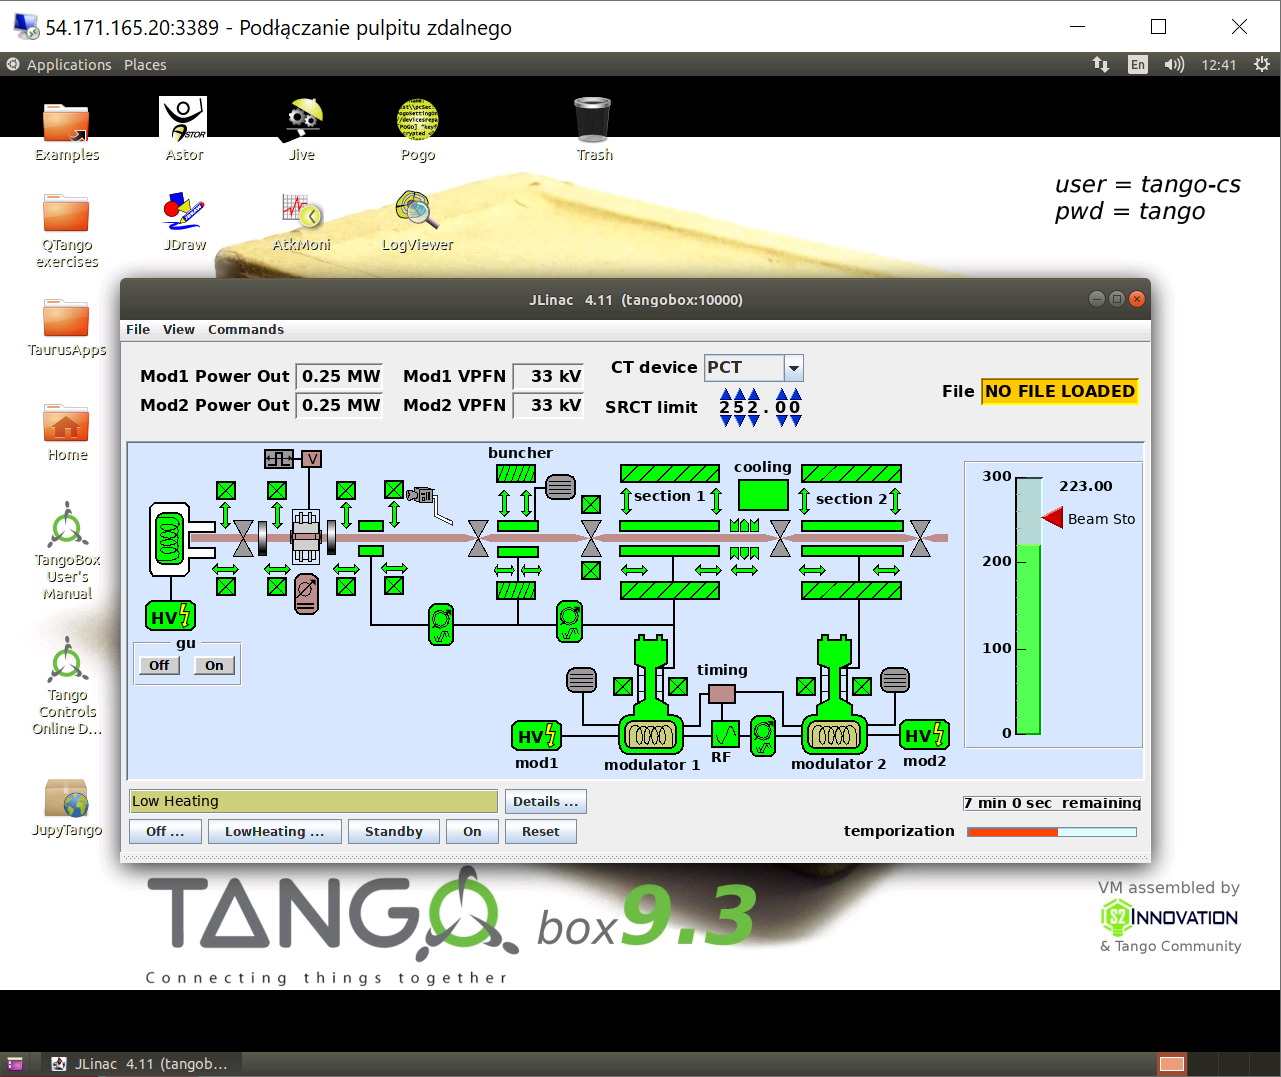 54.171.165.20:3389 - Podłączanie pulpitu zdalnego
Applications Places
En 12:41
Examples
Astor
Jive
Pogo
Trash
user = tango-cs
pwd = tango
QTango
exercises
JDraw
AtkMoni
LogViewer
TaurusApps
Home
TangoBox
User's
Manual
Tango
Controls
Online D...
JupyTango
JLinac 4.11 (tangobox:10000)
File View Commands
Mod1 Power Out 0.25 MW Mod1 VPFN 33 kV
Mod2 Power Out 0.25 MW Mod2 VPFN 33 kV
CT device PCT
SRCT limit 252.00
File NO FILE LOADED
buncher
V
section 1
cooling
section 2
HV
gu
Off On
HV
mod1
modulator 1
timing
RF
modulator 2
HV
mod2
300
223.00
Beam Sto
200
100
0
Low Heating
Details ...
7 min 0 sec remaining
Off ... LowHeating ... Standby On Reset
temporization
TANGO box 9.3
Connecting things together
VM assembled by
S2INNOVATION
& Tango Community
JLinac 4.11 (tangob...